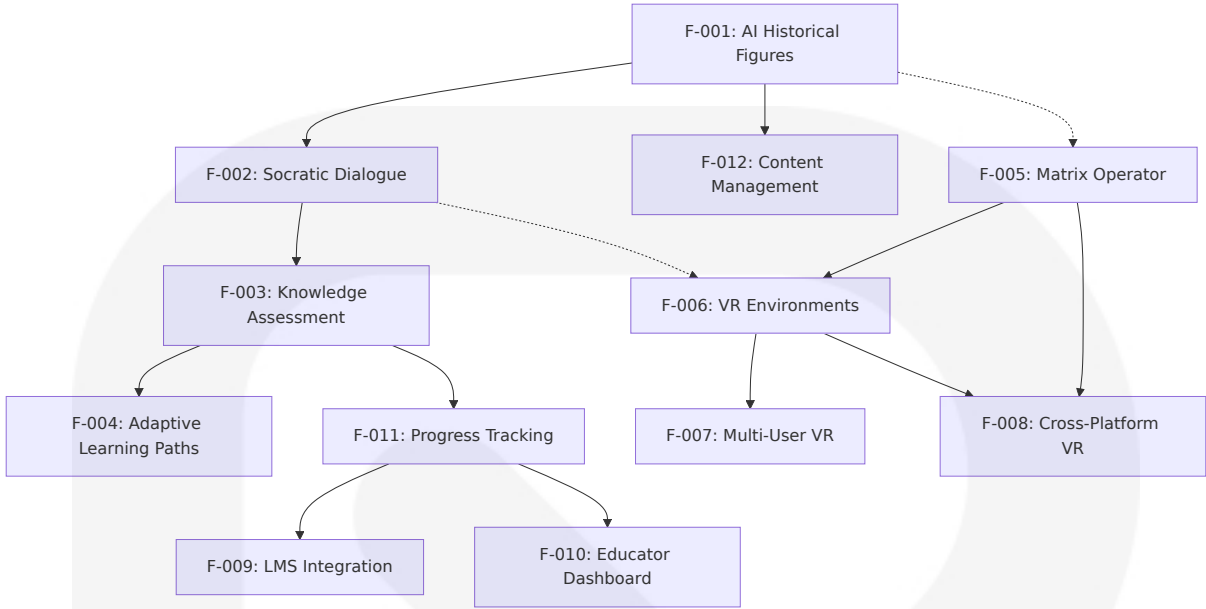 F-001: AI Historical
Figures
F-002: Socratic Dialogue
F-012: Content
Management
F-005: Matrix Operator
F-003: Knowledge
Assessment
F-006: VR Environments
F-004: Adaptive
Learning Paths
F-011: Progress Tracking
F-007: Multi-User VR
F-008: Cross-Platform
VR
F-009: LMS Integration
F-010: Educator
Dashboard